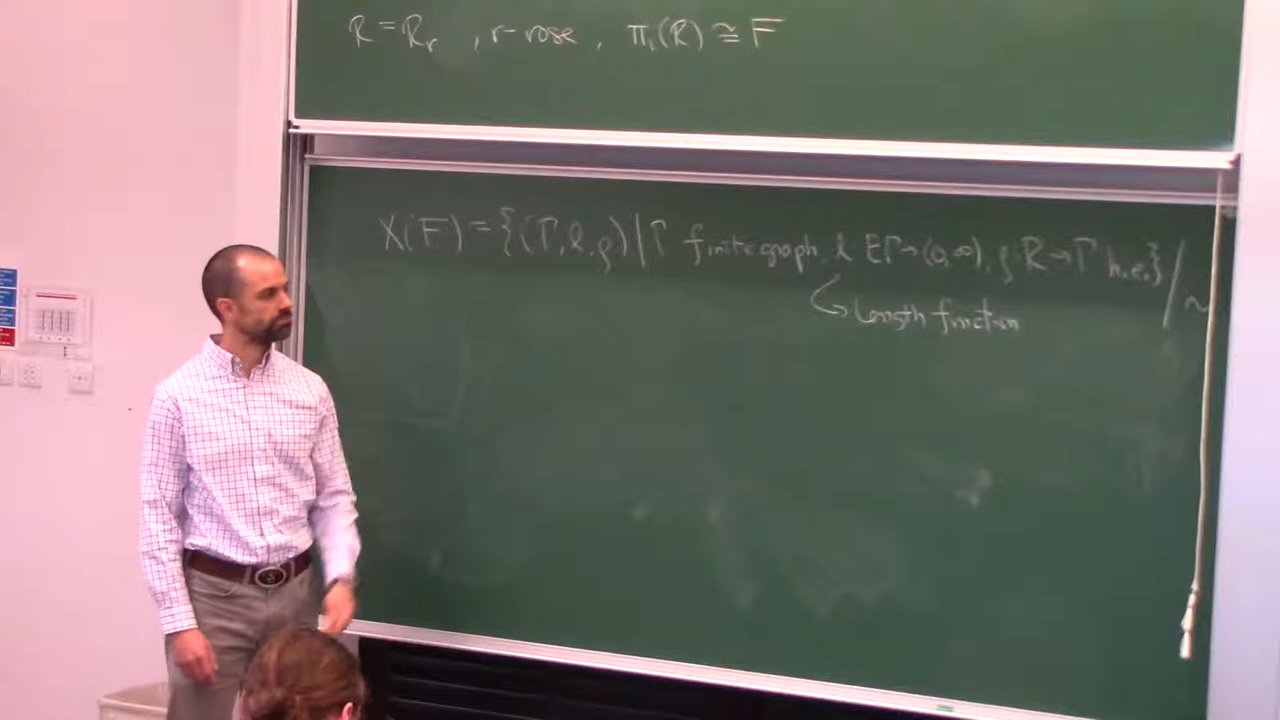 R = R_r , r-rose , π₁(R) ≅ F
X(F) = {(Γ, ℓ, ρ) | Γ finite graph, ℓ EΓ → (0, ∞), ρ: R → Γ h.e.} / ~
↳ Length function